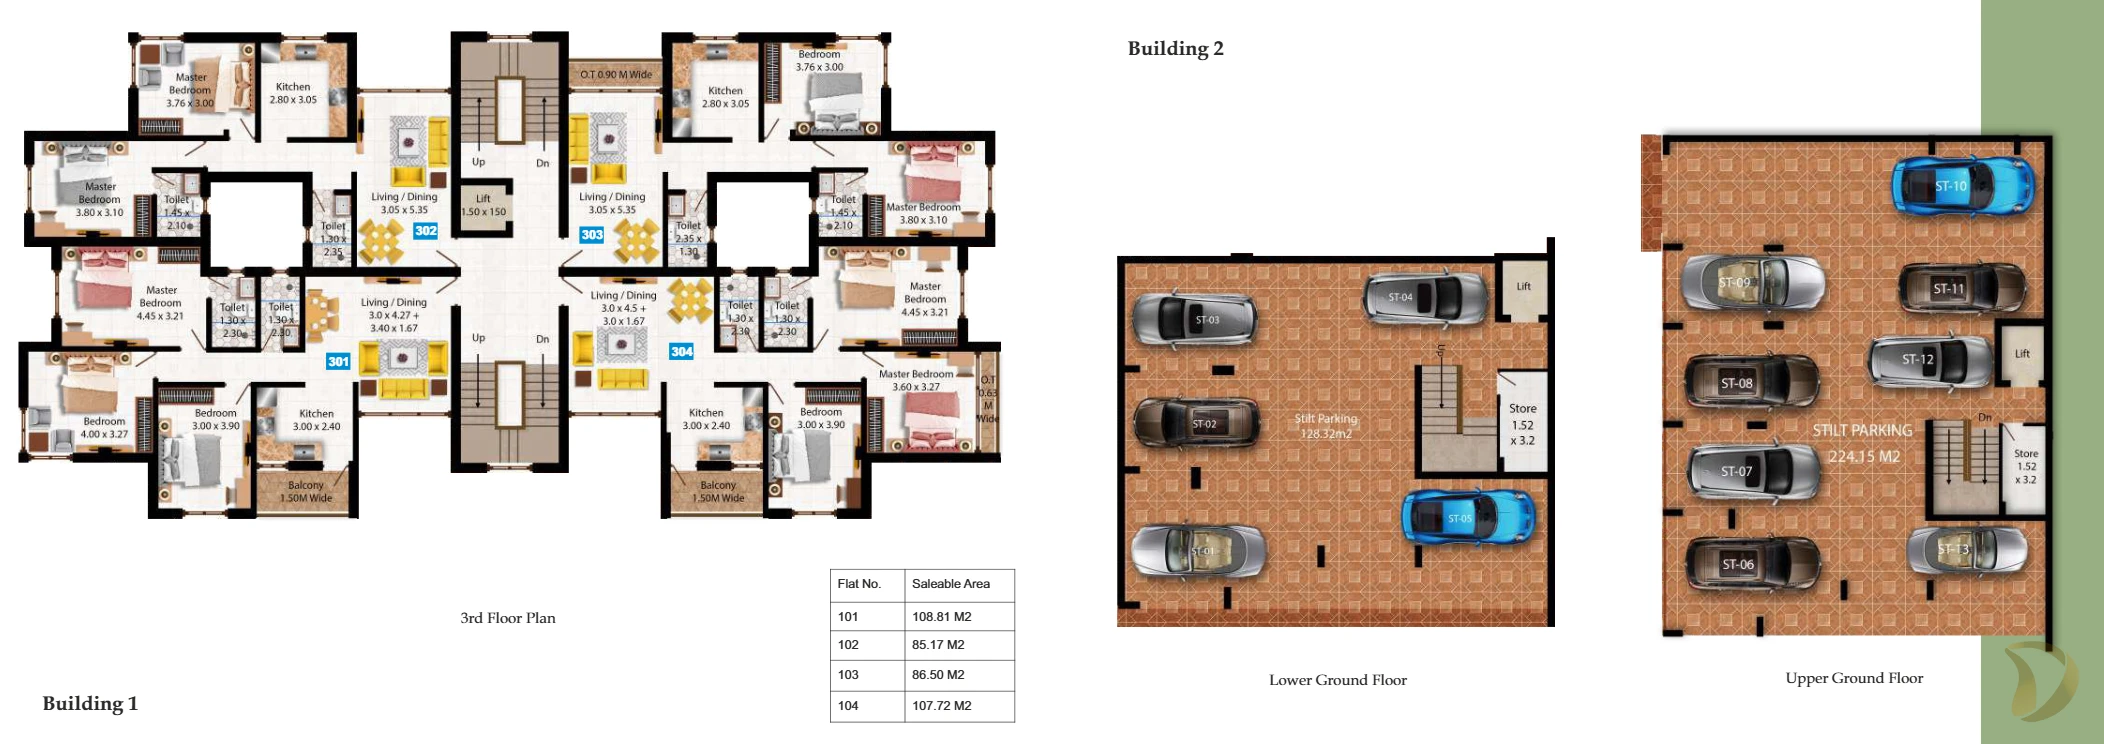 Master
Bedroom
3.76 x 3.00
Kitchen
2.80 x 3.05
O.T 0.90 M Wide
Kitchen
2.80 x 3.05
Bedroom
3.76 x 3.00
Master
Bedroom
3.80 x 3.10
Toilet
1.45 x
2.10
Toilet
1.30 x
2.35
Living / Dining
3.05 x 5.35
302
Up
Dn
Lift
1.50 x 150
Living / Dining
3.05 x 5.35
303
Toilet
2.35 x
1.30
Toilet
1.45 x
2.10
Master Bedroom
3.80 x 3.10
Master
Bedroom
4.45 x 3.21
Toilet
1.30 x
2.30
Toilet
1.30 x
2.30
Living / Dining
3.0 x 4.27 +
3.40 x 1.67
301
Up
Dn
Living / Dining
3.0 x 4.5 +
3.0 x 1.67
304
Toilet
1.30 x
2.30
Toilet
1.30 x
2.30
Master
Bedroom
4.45 x 3.21
Master Bedroom
3.60 x 3.27
O.T
0.63
M
Wide
Bedroom
4.00 x 3.27
Bedroom
3.00 x 3.90
Kitchen
3.00 x 2.40
Balcony
1.50M Wide
Kitchen
3.00 x 2.40
Balcony
1.50M Wide
Bedroom
3.00 x 3.90
3rd Floor Plan
Building 1
Flat No. Saleable Area
101 108.81 M2
102 85.17 M2
103 86.50 M2
104 107.72 M2
Building 2
ST-03
ST-04
Lift
Up
ST-02
Stilt Parking
128.32m2
Store
1.52
x 3.2
ST-05
ST-01
Lower Ground Floor
ST-10
ST-09
ST-11
ST-12
Lift
ST-08
Dn
STILT PARKING
224.15 M2
Store
1.52
x 3.2
ST-07
ST-06
ST-13
Upper Ground Floor